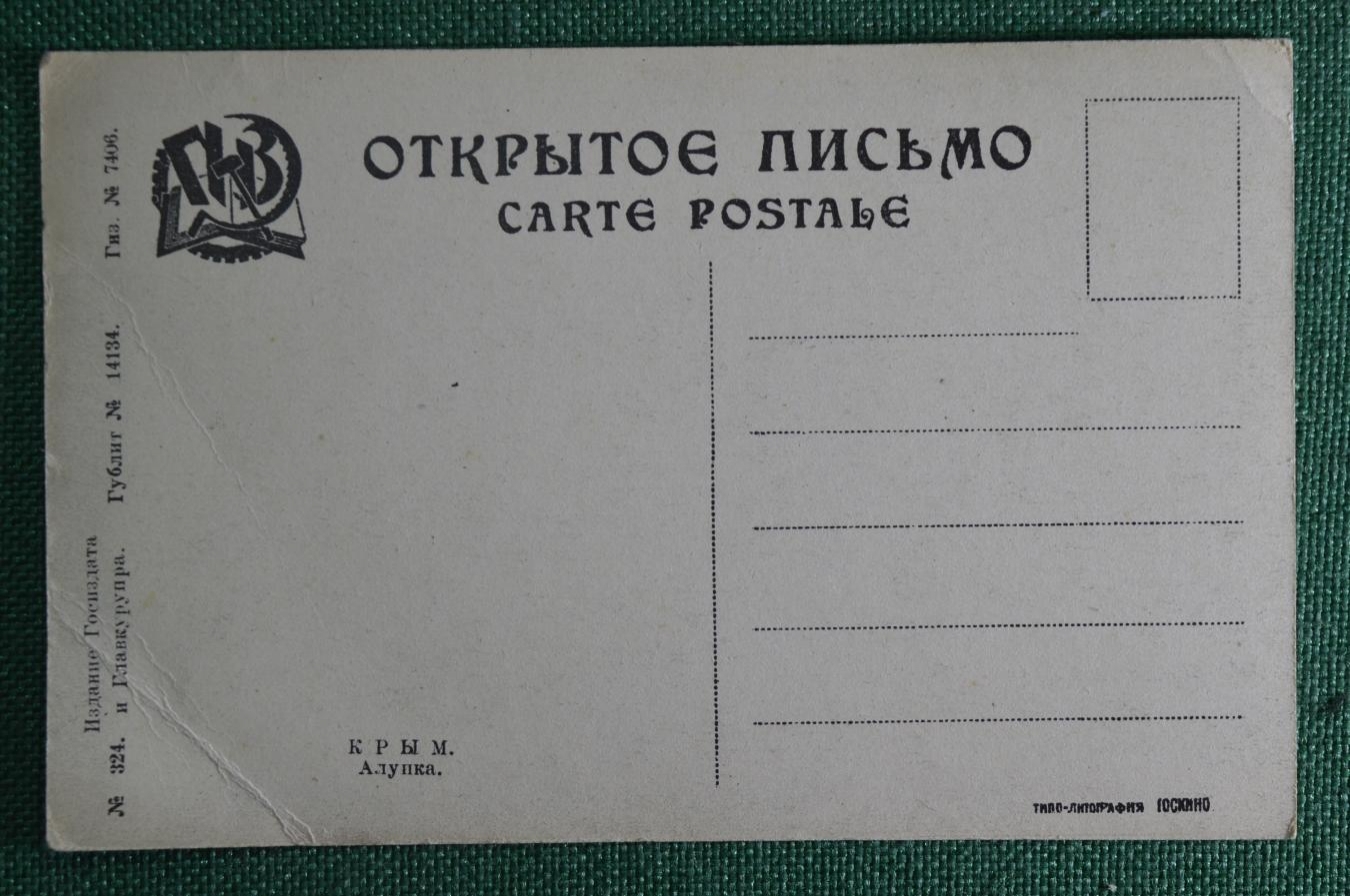 ОТКРЫТОЕ ПИСЬМО
CARTE POSTALE
Издание Госиздата
№ 324. и Главкурупра. Гублит № 14134. Гиз. № 7406.
КРЫМ.
Алупка.
ТИПО-ЛИТОГРАФИЯ ГОСКИНО